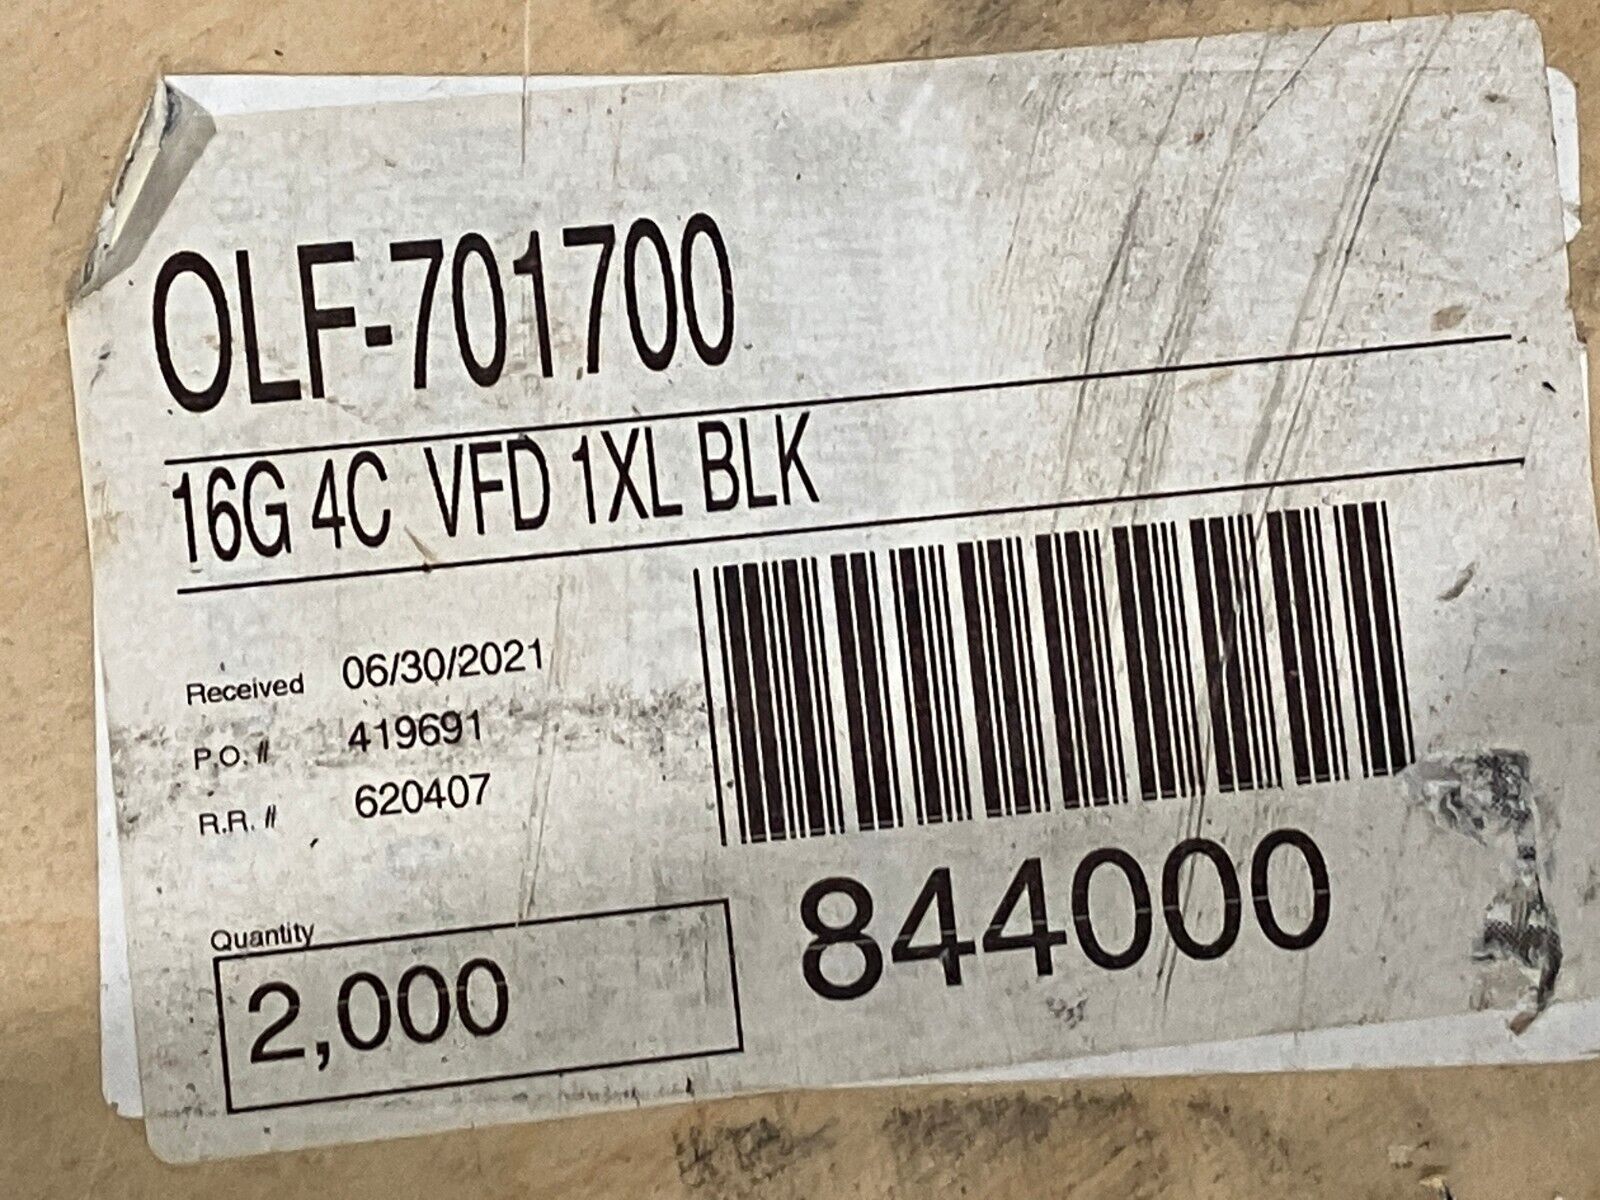 OLF-701700
16G 4C VFD 1XL BLK
Received 06/30/2021
P.O. # 419691
R.R. # 620407
Quantity
2,000
844000